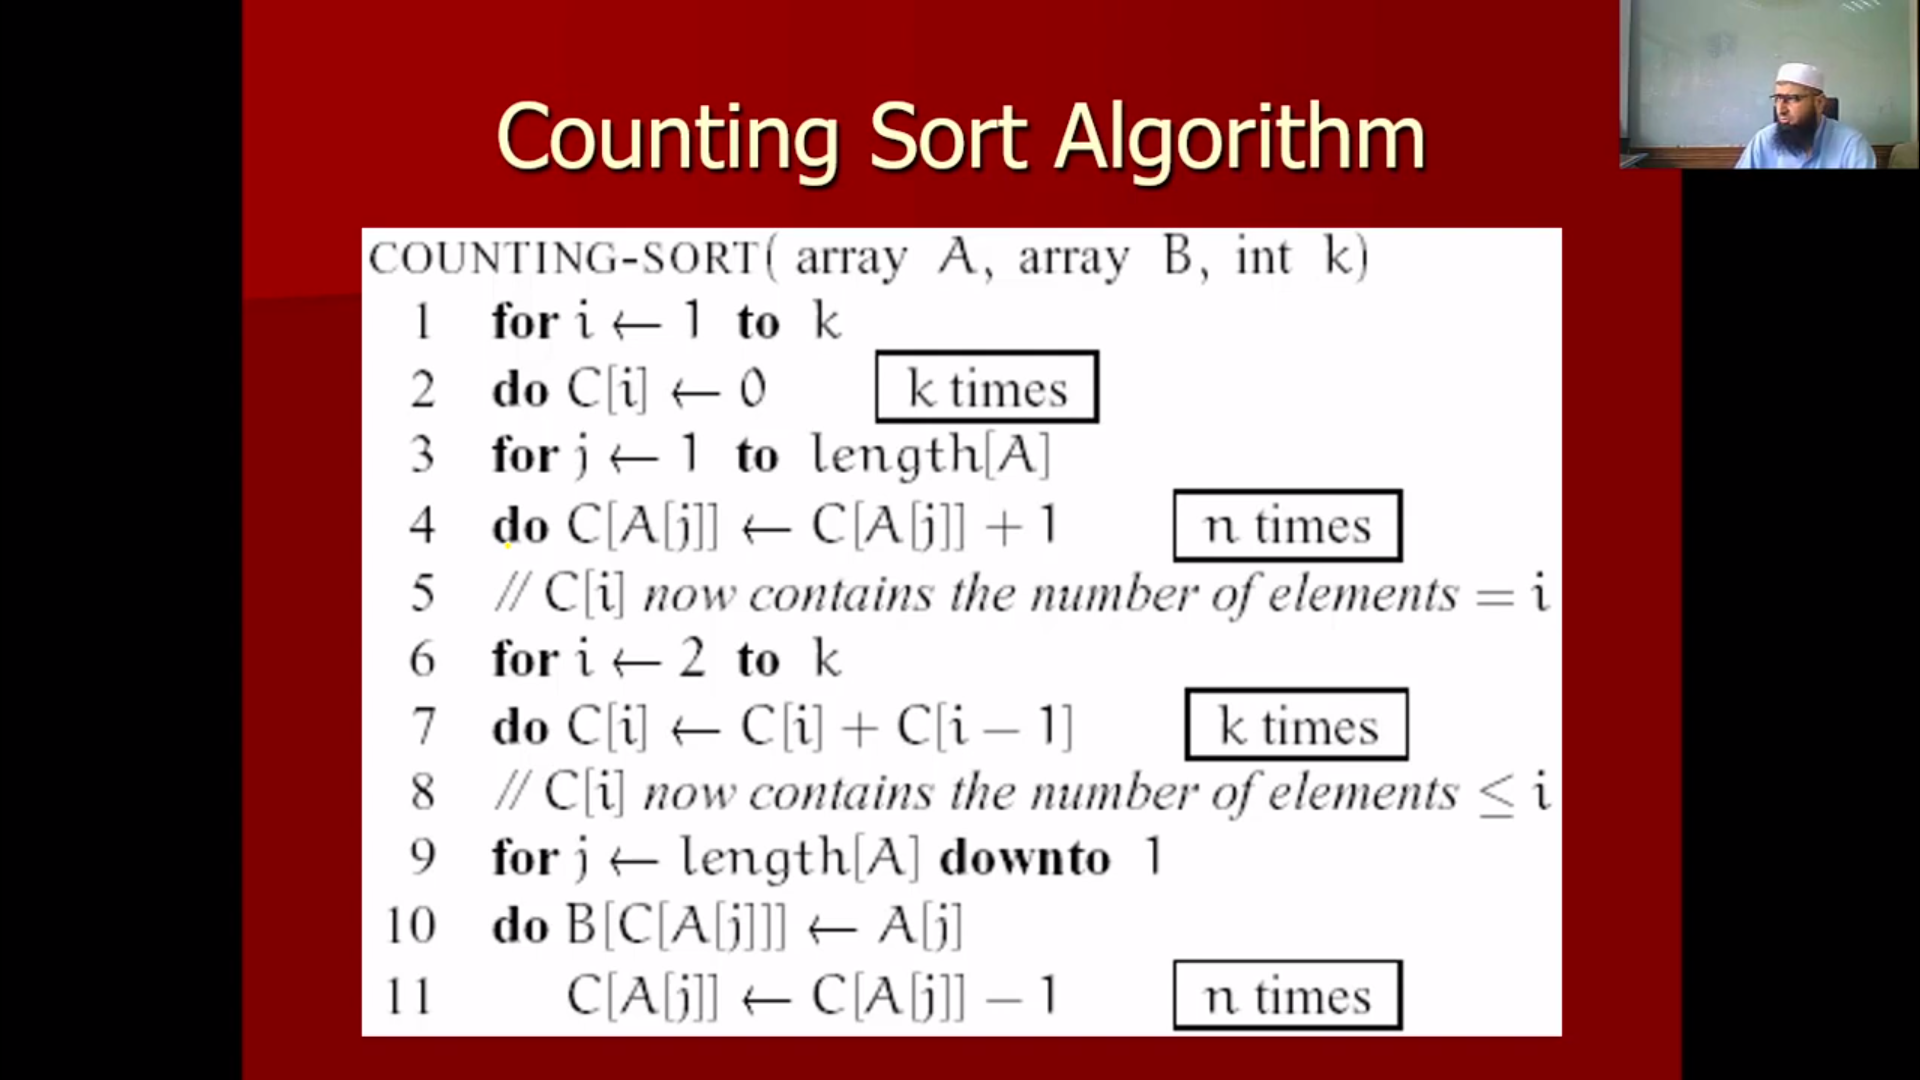 Counting Sort Algorithm
COUNTING-SORT( array A, array B, int k)
1 for i ← 1 to k
2 do C[i] ← 0 k times
3 for j ← 1 to length[A]
4 do C[A[j]] ← C[A[j]] + 1 n times
5 // C[i] now contains the number of elements = i
6 for i ← 2 to k
7 do C[i] ← C[i] + C[i − 1] k times
8 // C[i] now contains the number of elements ≤ i
9 for j ← length[A] downto 1
10 do B[C[A[j]]] ← A[j]
11 C[A[j]] ← C[A[j]] − 1 n times